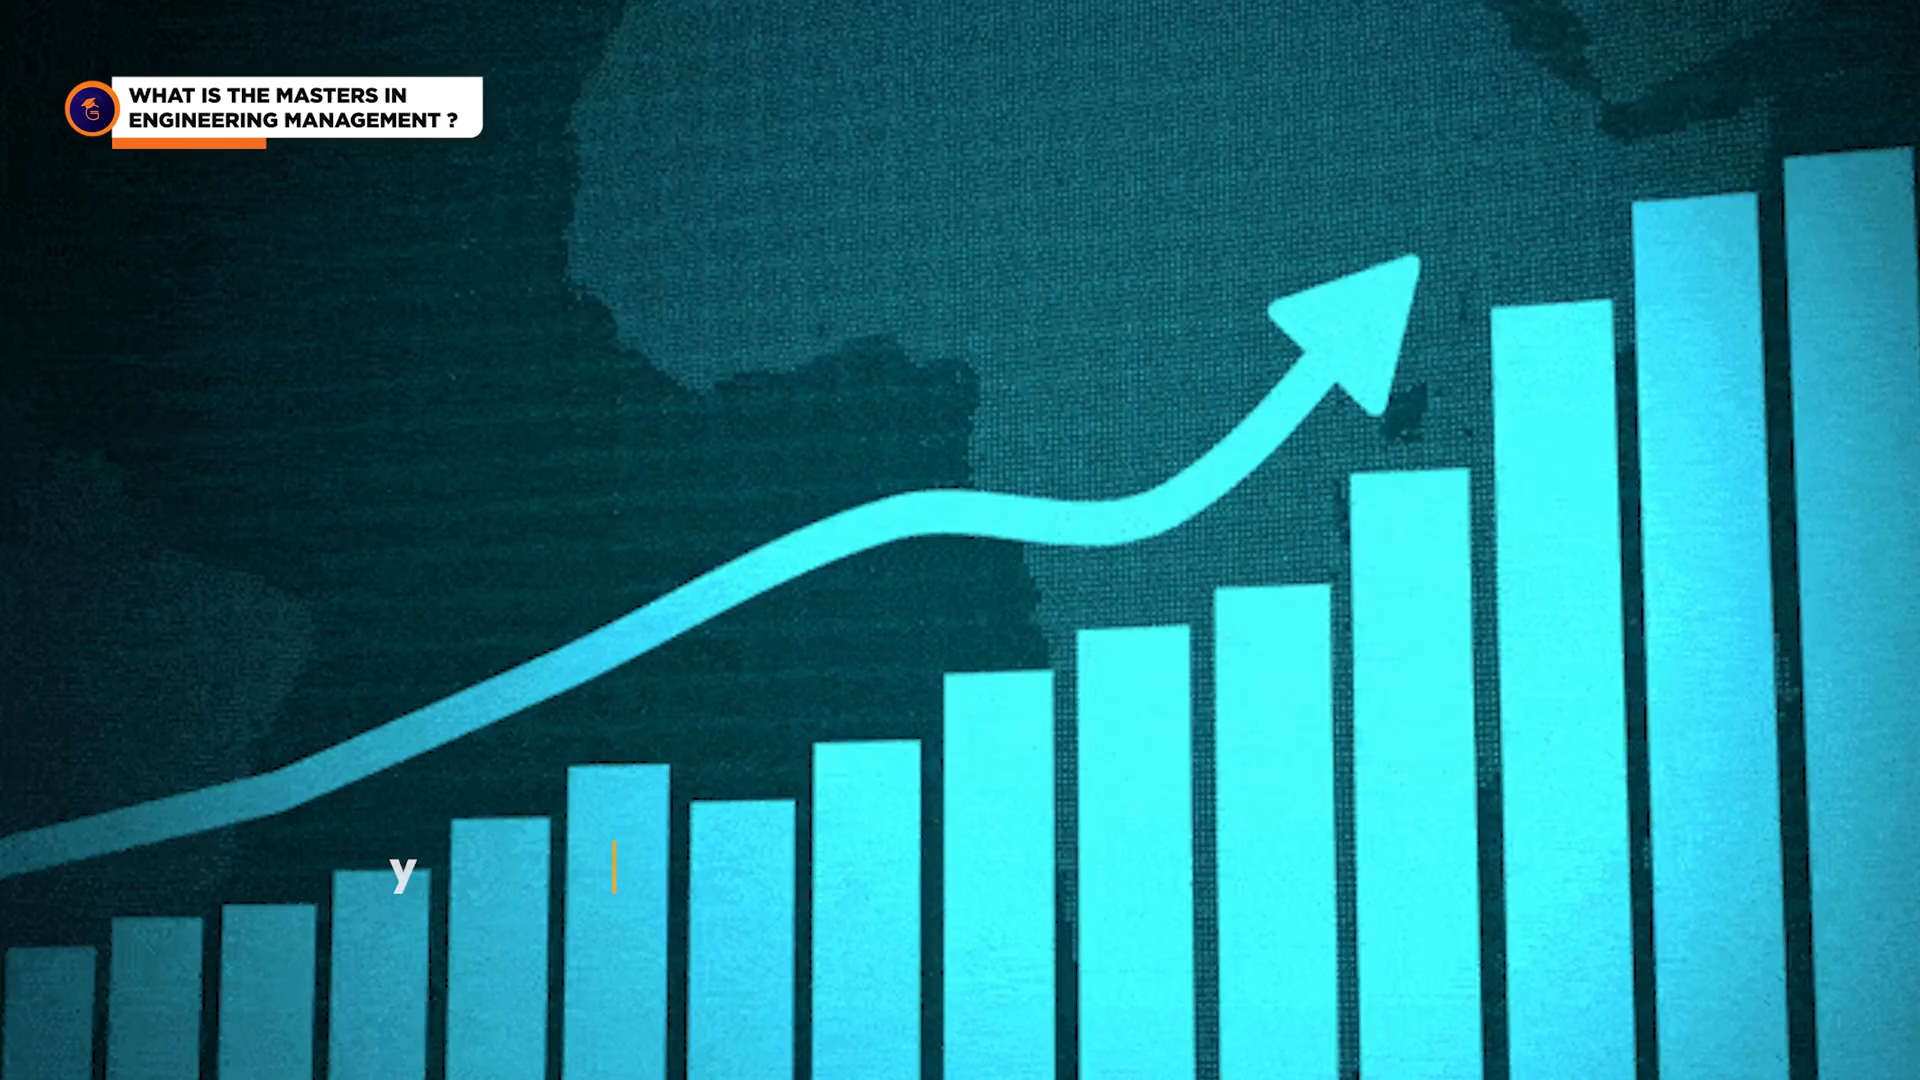 WHAT IS THE MASTERS IN
ENGINEERING MANAGEMENT ?
y